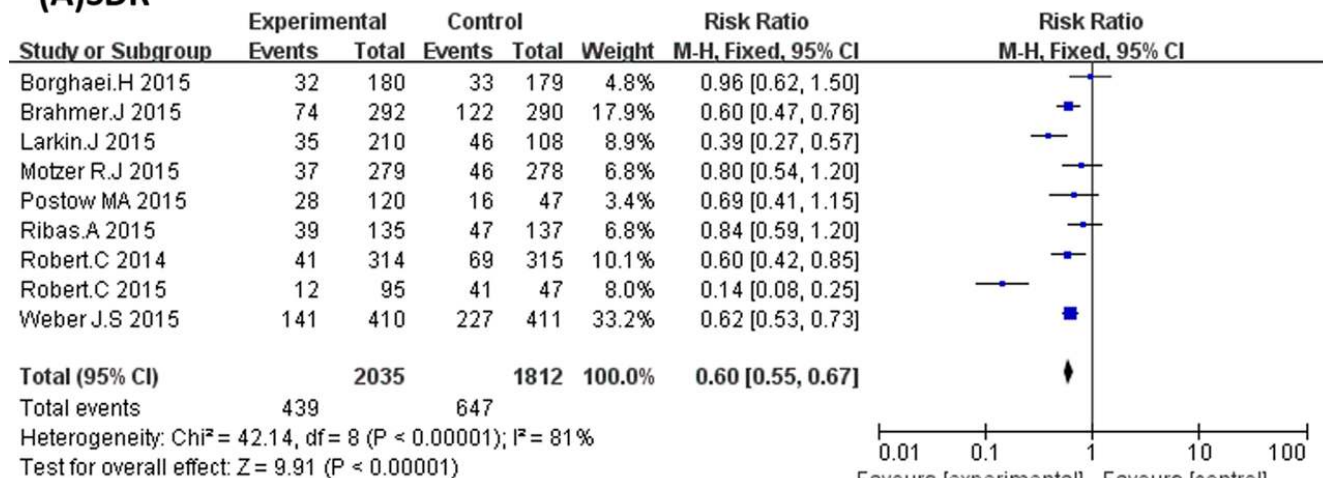 (A)SDR
Experimental Control Risk Ratio Risk Ratio
Study or Subgroup Events Total Events Total Weight M-H, Fixed, 95% CI M-H, Fixed, 95% CI
Borghaei.H 2015 32 180 33 179 4.8% 0.96 [0.62, 1.50]
Brahmer.J 2015 74 292 122 290 17.9% 0.60 [0.47, 0.76]
Larkin.J 2015 35 210 46 108 8.9% 0.39 [0.27, 0.57]
Motzer R.J 2015 37 279 46 278 6.8% 0.80 [0.54, 1.20]
Postow MA 2015 28 120 16 47 3.4% 0.69 [0.41, 1.15]
Ribas.A 2015 39 135 47 137 6.8% 0.84 [0.59, 1.20]
Robert.C 2014 41 314 69 315 10.1% 0.60 [0.42, 0.85]
Robert.C 2015 12 95 41 47 8.0% 0.14 [0.08, 0.25]
Weber J.S 2015 141 410 227 411 33.2% 0.62 [0.53, 0.73]
Total (95% CI) 2035 1812 100.0% 0.60 [0.55, 0.67]
Total events 439 647
Heterogeneity: Chi² = 42.14, df = 8 (P < 0.00001); I² = 81%
Test for overall effect: Z = 9.91 (P < 0.00001)
0.01 0.1 1 10 100
Favours [experimental] Favours [control]